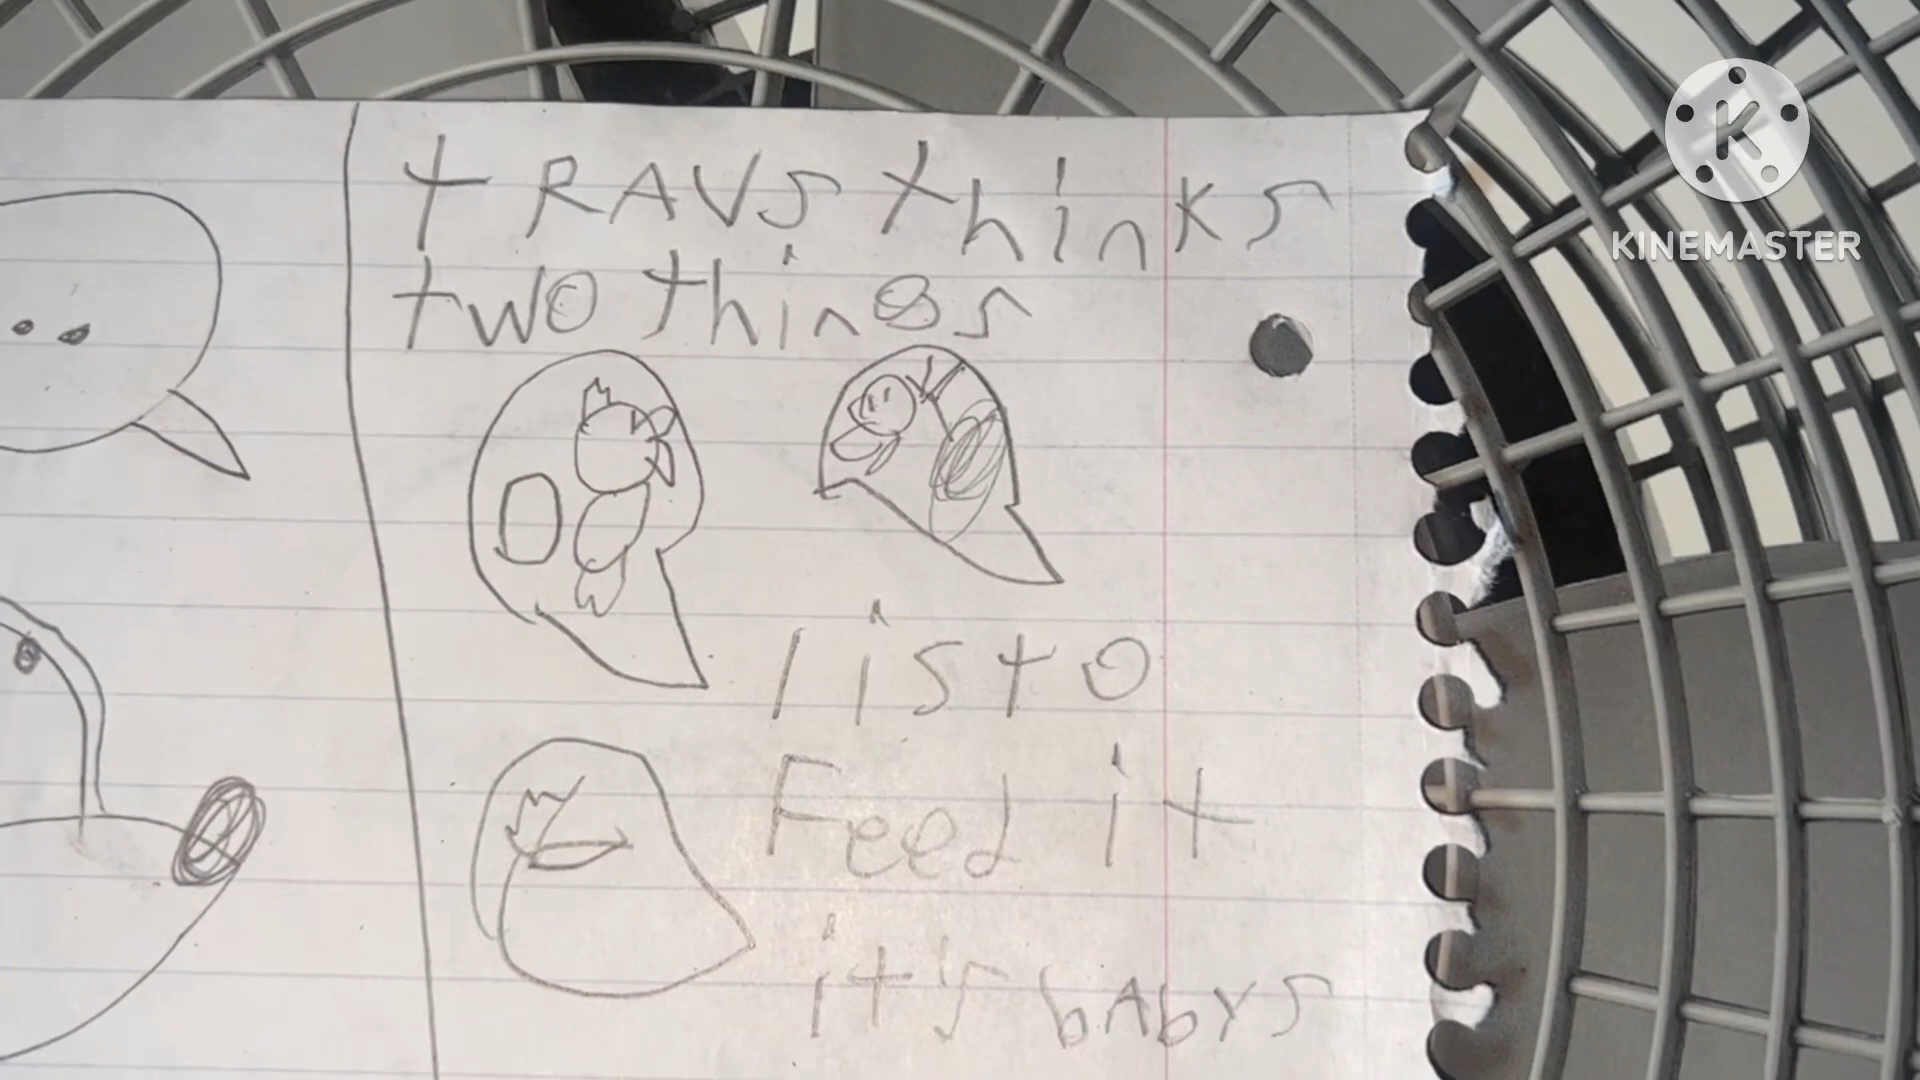 tRAVS thinks
two things
1 is to
Feed it
it's bAbys
KINEMASTER